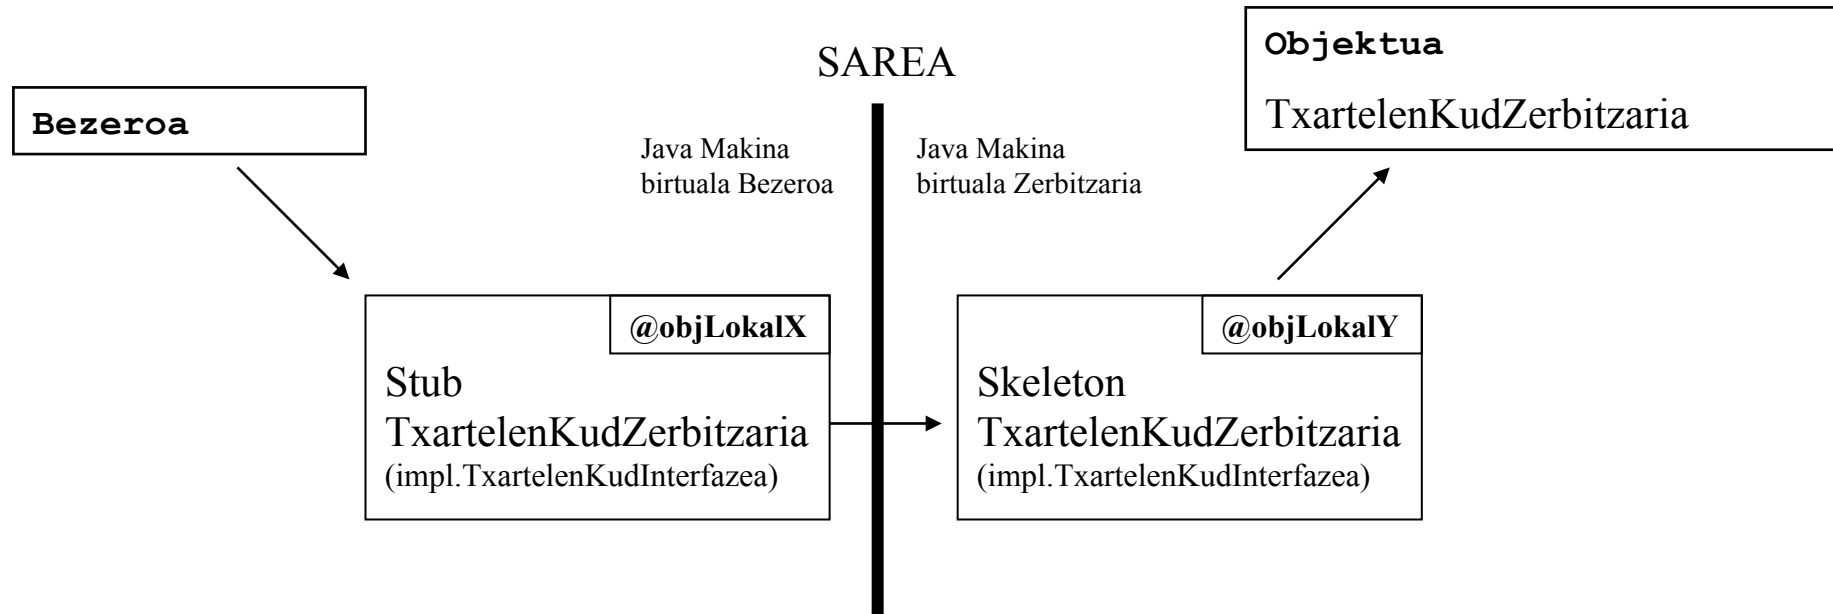 SAREA
Bezeroa
Objektua
TxartelenKudZerbitzaria
Java Makina
birtuala Bezeroa
Java Makina
birtuala Zerbitzaria
@objLokalX
Stub
TxartelenKudZerbitzaria
(impl.TxartelenKudInterfazea)
@objLokalY
Skeleton
TxartelenKudZerbitzaria
(impl.TxartelenKudInterfazea)